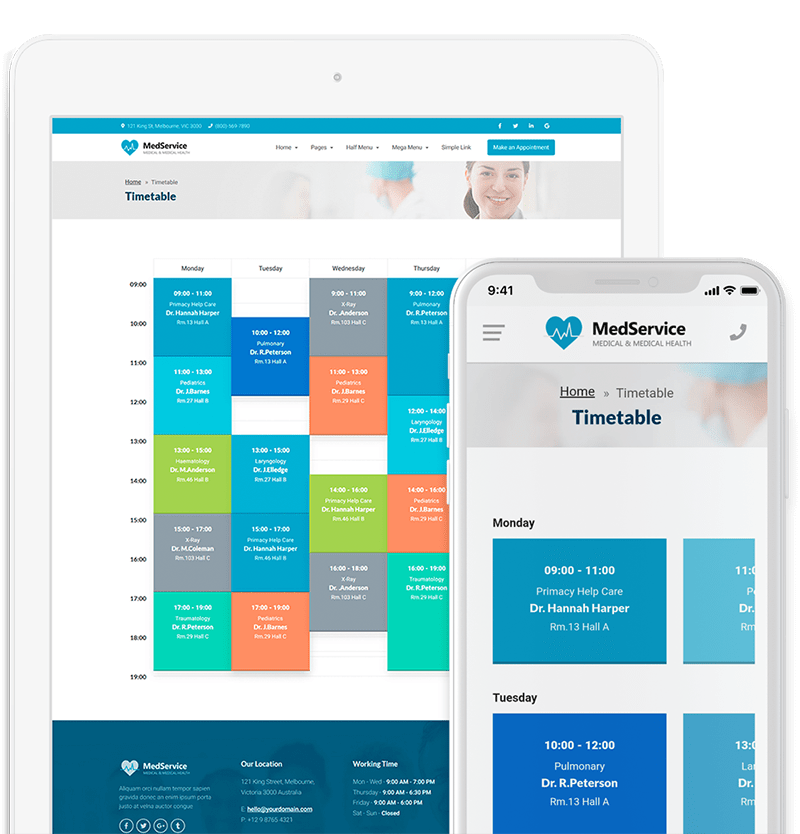 121 King St, Melbourne, VIC 3000 (800) 669-7890
MedService
MEDICAL & MEDICAL HEALTH
Home Pages Half Menu Mega Menu Simple Link Make an Appointment
Home » Timetable
Timetable
Monday Tuesday Wednesday Thursday
09:00
10:00
11:00
12:00
13:00
14:00
15:00
16:00
17:00
18:00
19:00
09:00 - 11:00
Primacy Help Care
Dr. Hannah Harper
Rm.13 Hall A
11:00 - 13:00
Pediatrics
Dr. J.Barnes
Rm.27 Hall B
13:00 - 15:00
Haematology
Dr. M.Anderson
Rm.46 Hall B
15:00 - 17:00
X-Ray
Dr. M.Coleman
Rm.103 Hall C
17:00 - 19:00
Traumatology
Dr. R.Peterson
Rm.29 Hall C
10:00 - 12:00
Pulmonary
Dr. R.Peterson
Rm.13 Hall A
13:00 - 15:00
Laryngology
Dr. J.Elledge
Rm.27 Hall B
15:00 - 17:00
Primacy Help Care
Dr. Hannah Harper
Rm.13 Hall A
17:00 - 19:00
Pediatrics
Dr. J.Barnes
Rm.29 Hall C
9:00 - 11:00
X-Ray
Dr. .Anderson
Rm.103 Hall C
11:00 - 13:00
Pediatrics
Dr. J.Barnes
Rm.29 Hall C
14:00 - 16:00
Primacy Help Care
Dr. Hannah Harper
Rm.46 Hall B
16:00 - 18:00
X-Ray
Dr. .Anderson
Rm.103 Hall C
9:00 - 12:00
Pulmonary
Dr. R.Peterson
Rm.13 Hall A
12:00 - 14:00
Laryngology
Dr. J.Elledge
Rm.27 Hall B
14:00 - 16:00
Pediatrics
Dr. J.Barnes
Rm.29 Hall C
16:00 - 19:00
Traumatology
Dr. R.Peterson
Rm.29 Hall C
MedService
MEDICAL & MEDICAL HEALTH
Aliquam orci nullam tempor sapien
gravida donec an enim ipsum porta
justo at velna auctor congue
Our Location
121 King Street, Melbourne,
Victoria 3000 Australia
E: hello@yourdomain.com
P: +12 9 8765 4321
Working Time
Mon - Wed - 9:00 AM - 7:00 PM
Thursday - 9:00 AM - 6:30 PM
Friday - 9:00 AM - 6:00 PM
Sat - Sun - Closed
9:41
MedService
MEDICAL & MEDICAL HEALTH
Home » Timetable
Timetable
Monday
09:00 - 11:00
Primacy Help Care
Dr. Hannah Harper
Rm.13 Hall A
11:0
P
Dr.
Rm
Tuesday
10:00 - 12:00
Pulmonary
Dr. R.Peterson
Rm.13 Hall A
13:0
La
Dr.
Rm